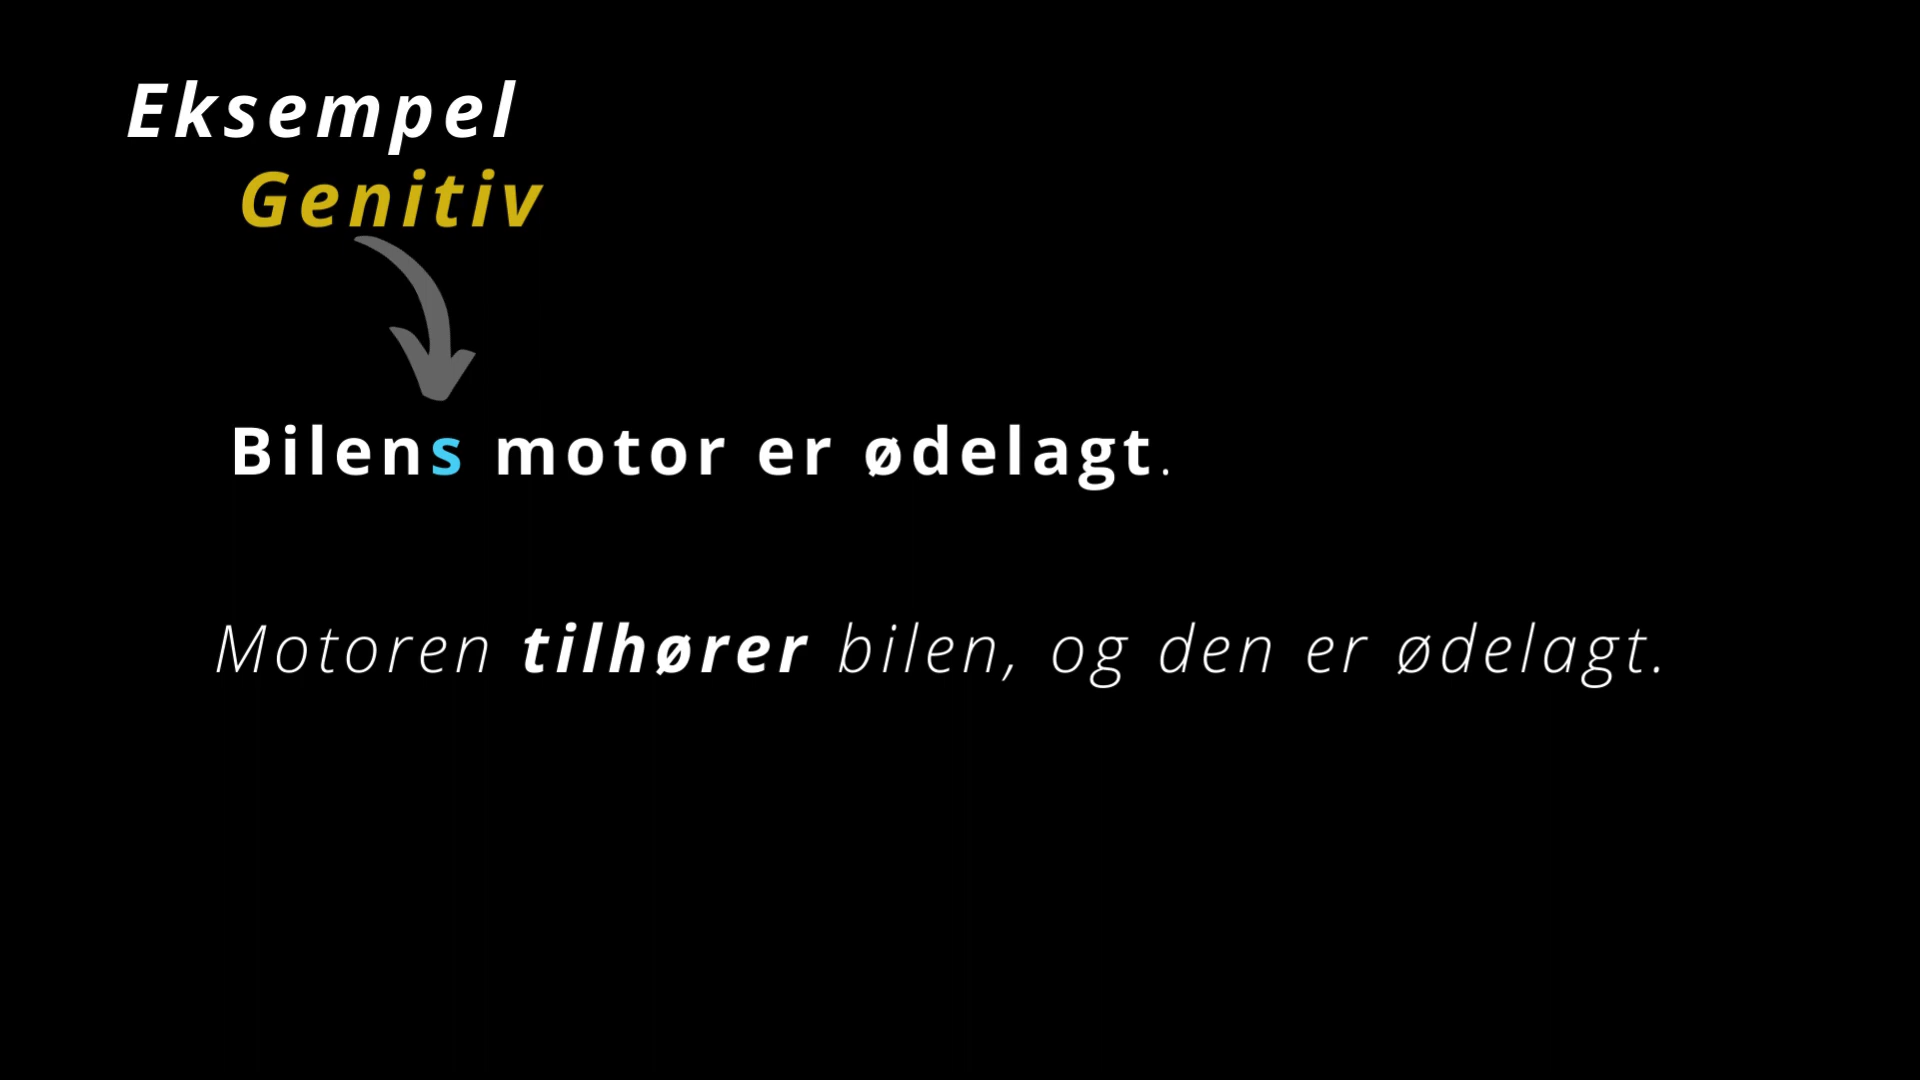 Eksempel
Genitiv
Bilens motor er ødelagt.
Motoren tilhører bilen, og den er ødelagt.